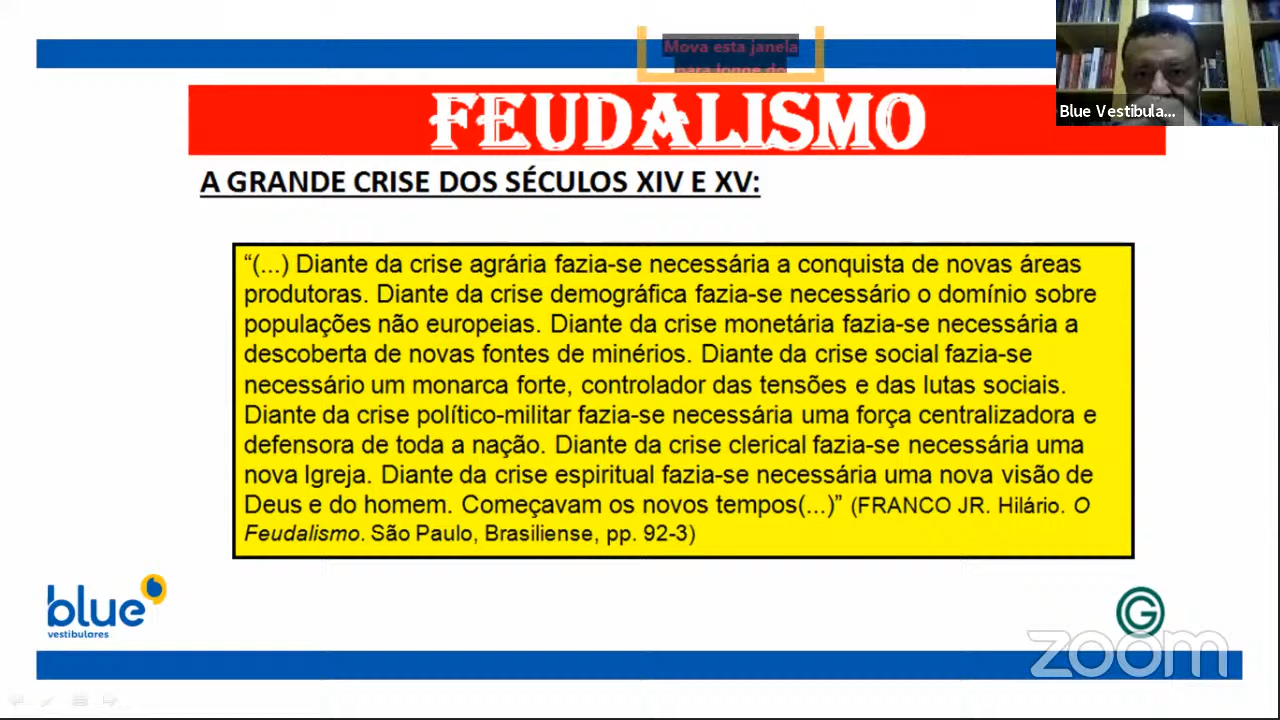 Mova esta janela
para longe do
Blue Vestibula...
FEUDALISMO
A GRANDE CRISE DOS SÉCULOS XIV E XV:
“(...) Diante da crise agrária fazia-se necessária a conquista de novas áreas
produtoras. Diante da crise demográfica fazia-se necessário o domínio sobre
populações não europeias. Diante da crise monetária fazia-se necessária a
descoberta de novas fontes de minérios. Diante da crise social fazia-se
necessário um monarca forte, controlador das tensões e das lutas sociais.
Diante da crise político-militar fazia-se necessária uma força centralizadora e
defensora de toda a nação. Diante da crise clerical fazia-se necessária uma
nova Igreja. Diante da crise espiritual fazia-se necessária uma nova visão de
Deus e do homem. Começavam os novos tempos(...)” (FRANCO JR. Hilário. O
Feudalismo. São Paulo, Brasiliense, pp. 92-3)
blue
vestibulares
G
zoom